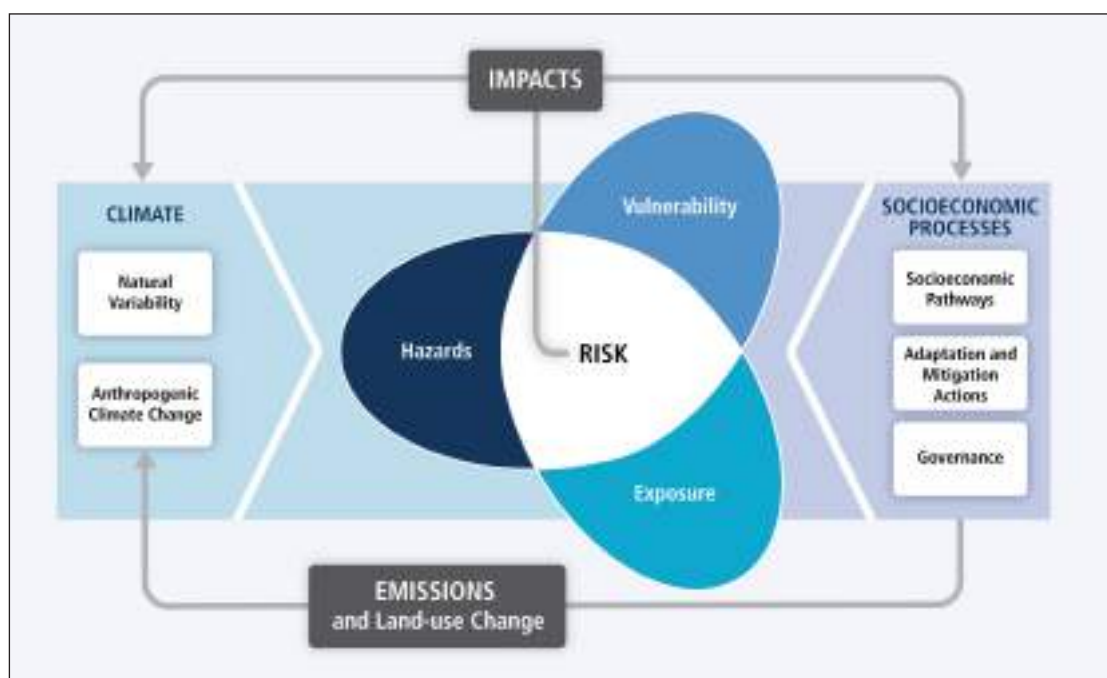 IMPACTS
CLIMATE
Natural
Variability
Anthropogenic
Climate Change
Vulnerability
Hazards
RISK
Exposure
SOCIOECONOMIC
PROCESSES
Socioeconomic
Pathways
Adaptation and
Mitigation
Actions
Governance
EMISSIONS
and Land-use Change